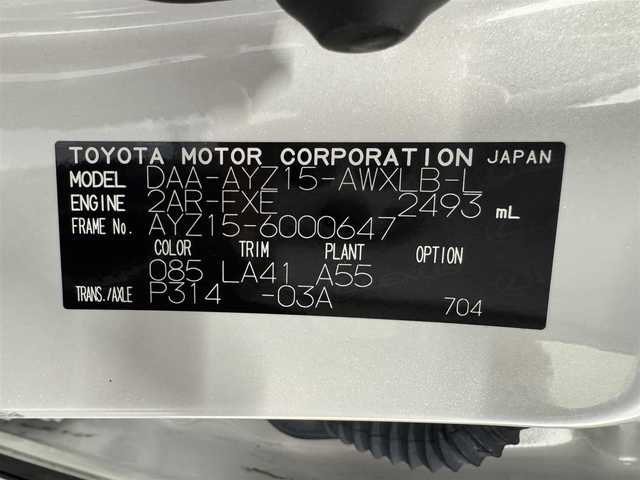 TOYOTA MOTOR CORPORATION JAPAN
MODEL DAA-AYZ15-AWXLB-L
ENGINE 2AR-FXE 2493 mL
FRAME No. AYZ15-6000647
COLOR TRIM PLANT OPTION
085 LA41 A55
TRANS./AXLE P314 -03A 704